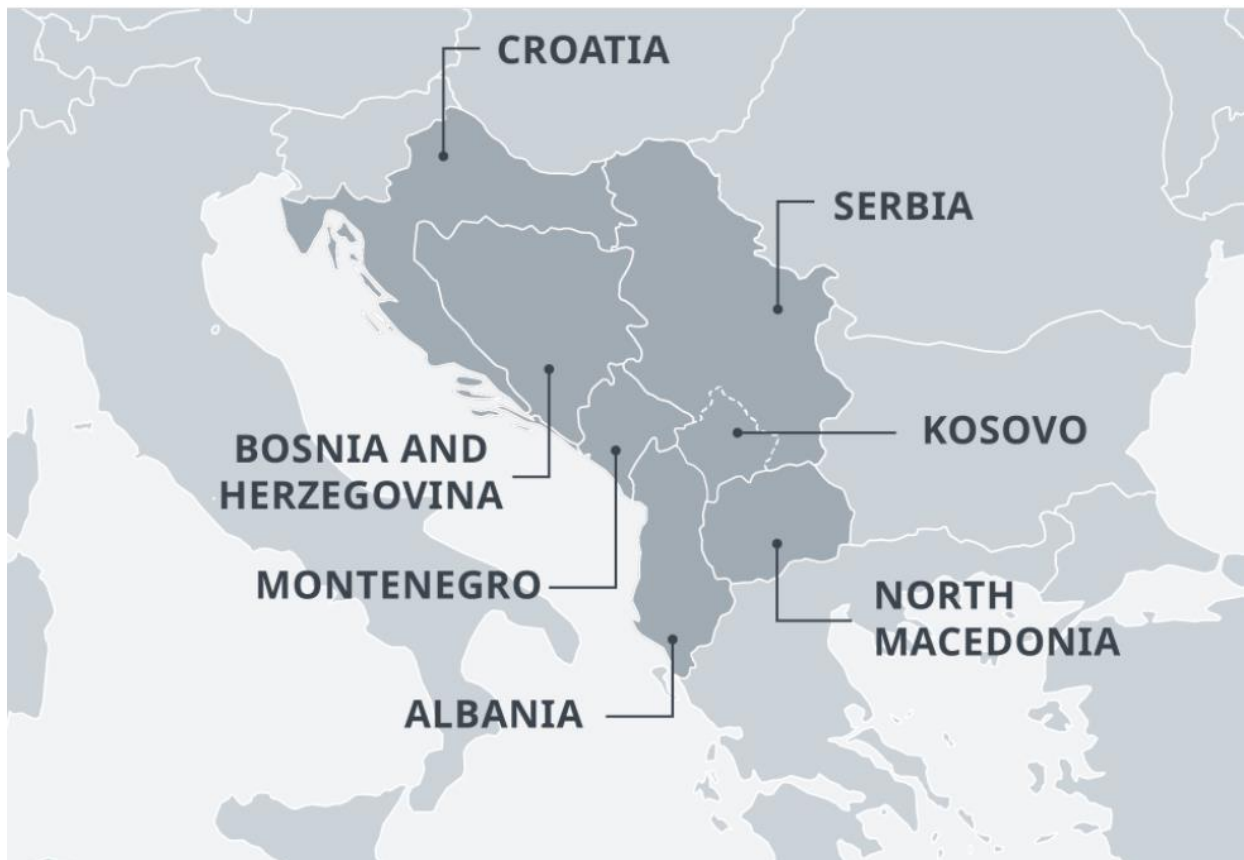 CROATIA
SERBIA
KOSOVO
BOSNIA AND
HERZEGOVINA
MONTENEGRO
NORTH
MACEDONIA
ALBANIA